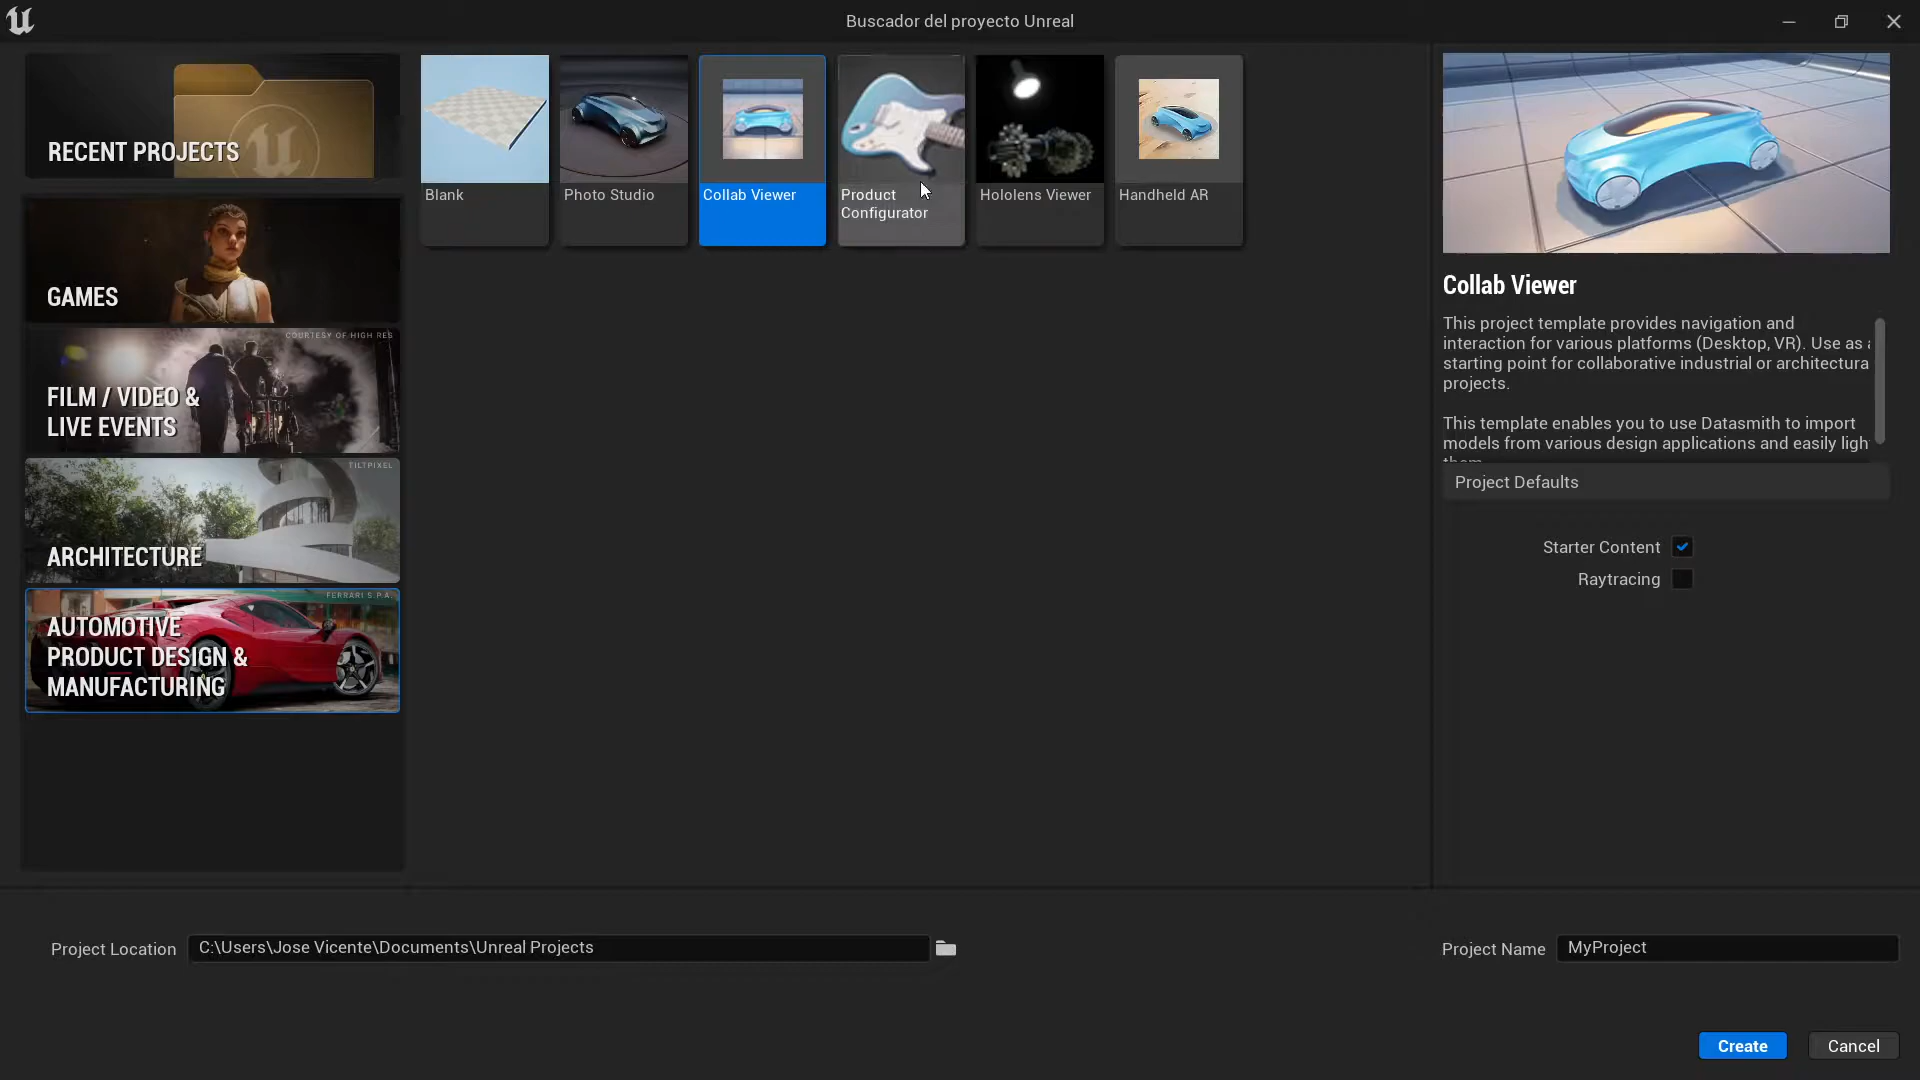 Buscador del proyecto Unreal
RECENT PROJECTS
GAMES
COURTESY OF HIGH RES
FILM / VIDEO &
LIVE EVENTS
TILTPIXEL
ARCHITECTURE
FERRARI S.P.A.
AUTOMOTIVE
PRODUCT DESIGN &
MANUFACTURING
Blank
Photo Studio
Collab Viewer
Product
Configurator
Hololens Viewer
Handheld AR
Collab Viewer
This project template provides navigation and
interaction for various platforms (Desktop, VR). Use as a
starting point for collaborative industrial or architectura
projects.
This template enables you to use Datasmith to import
models from various design applications and easily ligh
Project Defaults
Starter Content
Raytracing
Project Location
C:\Users\Jose Vicente\Documents\Unreal Projects
Project Name
MyProject
Create
Cancel